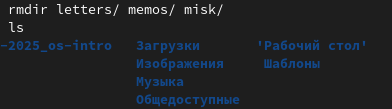 rmdir letters/ memos/ misk/
ls
-2025_os-intro Загрузки 'Рабочий стол'
Изображения Шаблоны
Музыка
Общедоступные